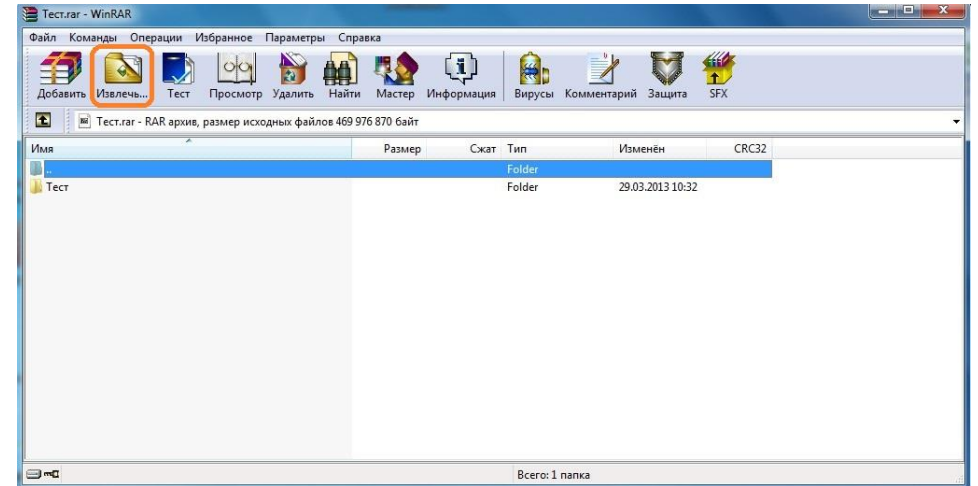 Тест.rar - WinRAR
Файл Команды Операции Избранное Параметры Справка
Добавить Извлечь... Тест Просмотр Удалить Найти Мастер Информация Вирусы Комментарий Защита SFX
Тест.rar - RAR архив, размер исходных файлов 469 976 870 байт
Имя Размер Сжат Тип Изменён CRC32
.. Folder
Тест Folder 29.03.2013 10:32
Всего: 1 папка